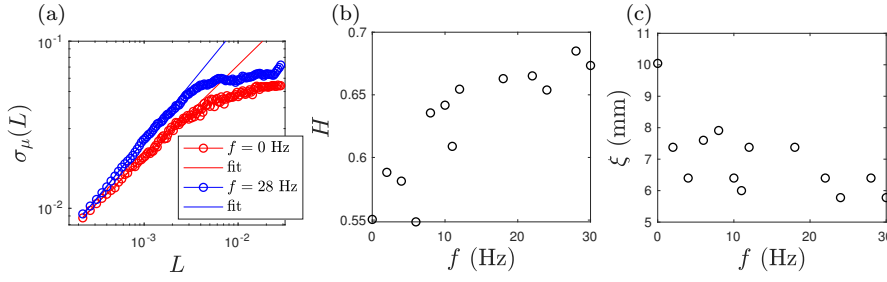 (a)
10^{-1}
10^{-2}
σ_μ(L)
10^{-3}
10^{-2}
L
f = 0 Hz
fit
f = 28 Hz
fit
(b)
0.7
0.65
0.6
0.55
H
0
10
20
30
f (Hz)
(c)
11
10
9
8
7
6
5
ξ (mm)
0
10
20
30
f (Hz)